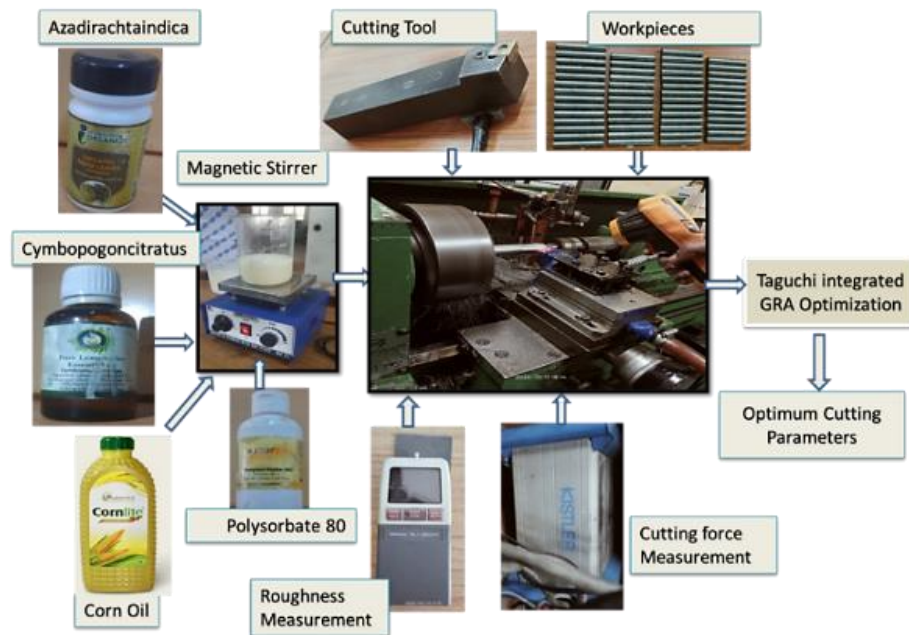 Azadirachtaindica
Cutting Tool
Workpieces
Magnetic Stirrer
Cymbopogoncitratus
Taguchi integrated
GRA Optimization
Optimum Cutting
Parameters
Cornlite
KISTLER
Polysorbate 80
Cutting force
Measurement
Corn Oil
Roughness
Measurement